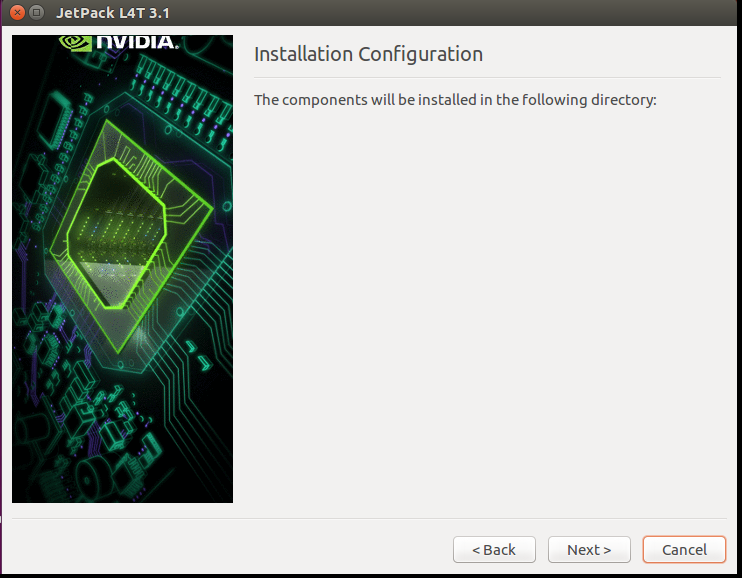 JetPack L4T 3.1
NVIDIA.
Installation Configuration
The components will be installed in the following directory:
< Back
Next >
Cancel